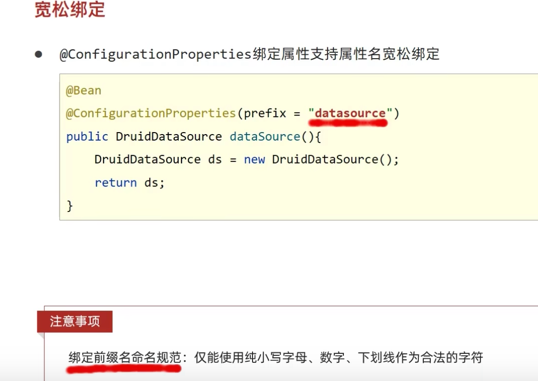 宽松绑定
● @ConfigurationProperties绑定属性支持属性名宽松绑定
@Bean
@ConfigurationProperties(prefix = "datasource")
public DruidDataSource dataSource(){
    DruidDataSource ds = new DruidDataSource();
    return ds;
}
注意事项
绑定前缀名命名规范：仅能使用纯小写字母、数字、下划线作为合法的字符